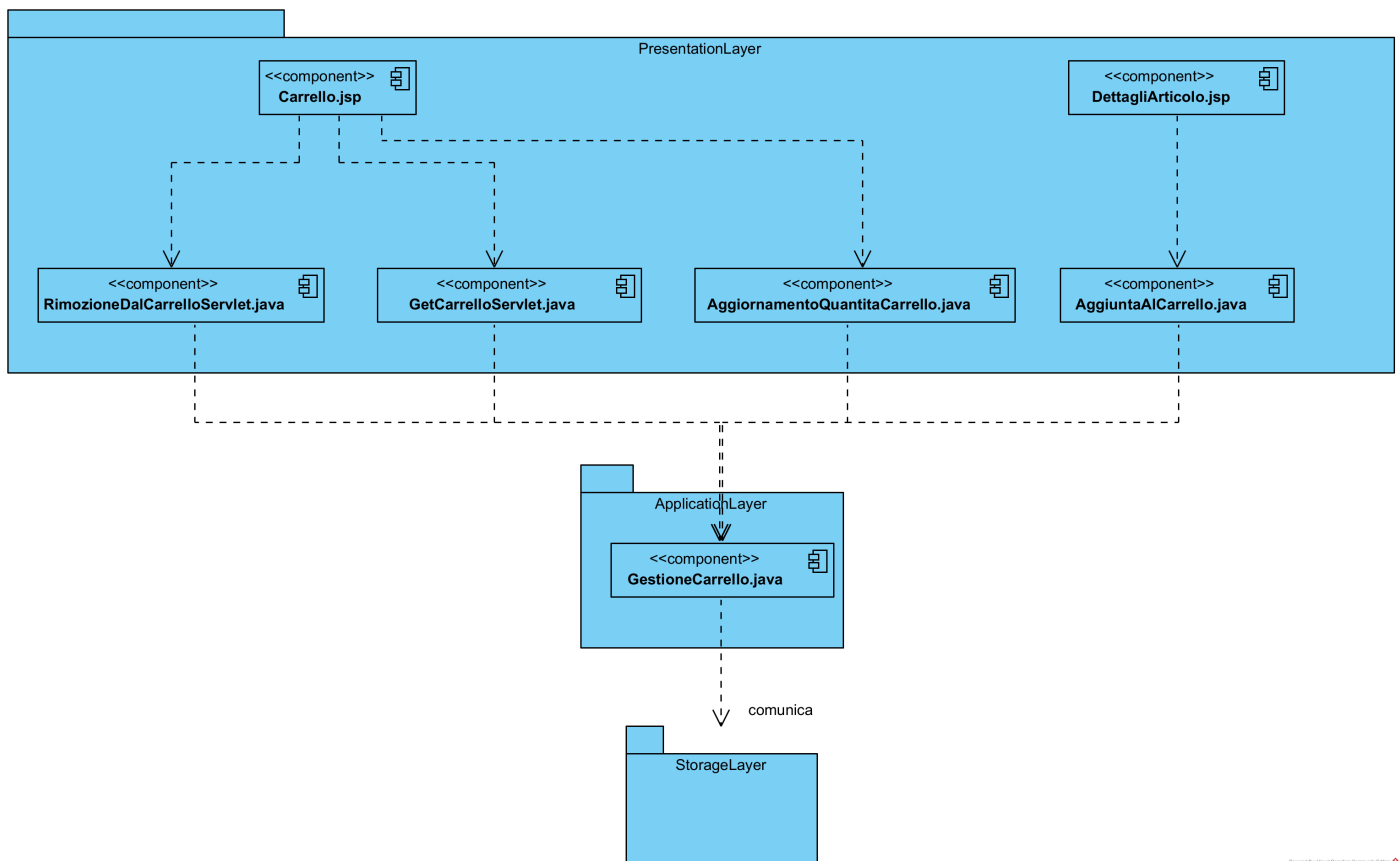 PresentationLayer
<<component>>
Carrello.jsp
<<component>>
DettagliArticolo.jsp
<<component>>
RimozioneDalCarrelloServlet.java
<<component>>
GetCarrelloServlet.java
<<component>>
AggiornamentoQuantitaCarrello.java
<<component>>
AggiuntaAlCarrello.java
ApplicationLayer
<<component>>
GestioneCarrello.java
comunica
StorageLayer